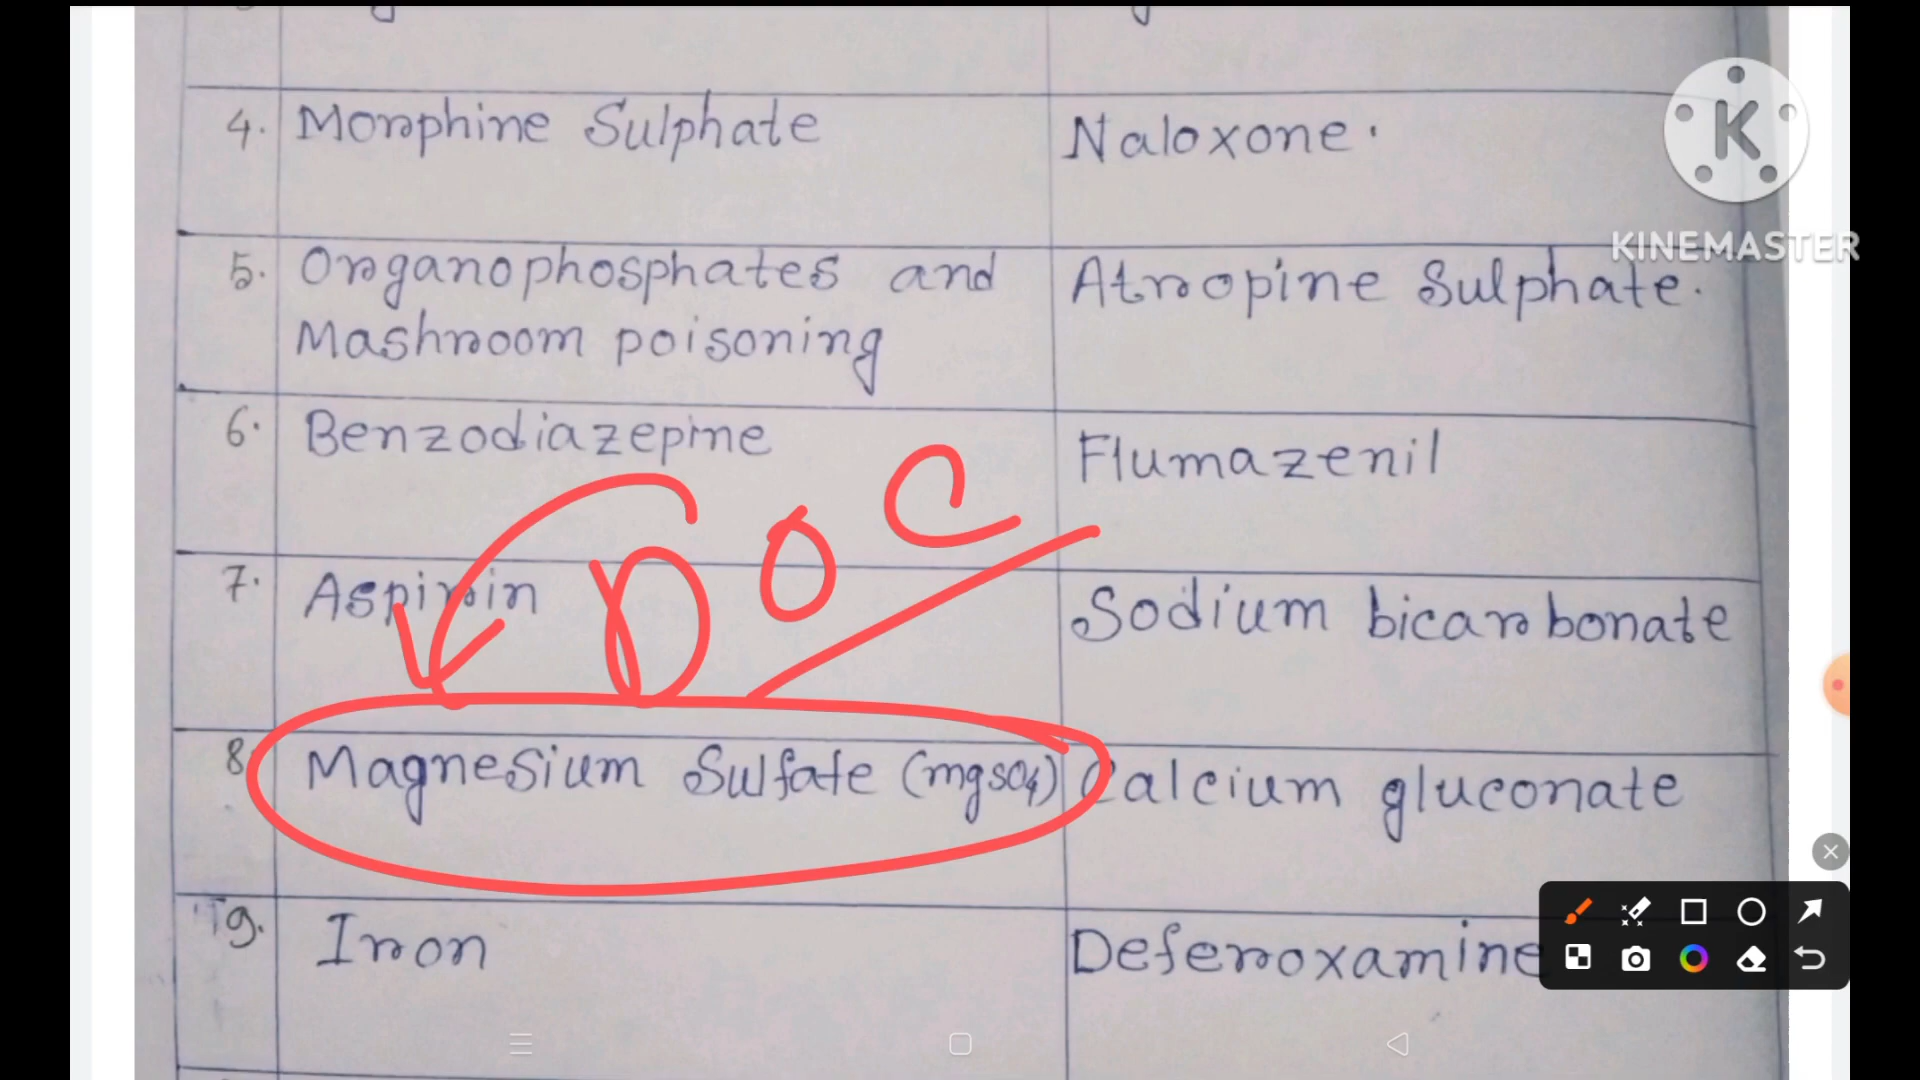 4. Morphine Sulphate Naloxone.
KINEMASTER
5. Organophosphates and Atropine Sulphate.
Mashroom poisoning
6. Benzodiazepine Flumazenil
DOC
7. Aspirin Sodium bicarbonate
8. Magnesium Sulfate (mgso4) Calcium gluconate
9. Iron Deferoxamine